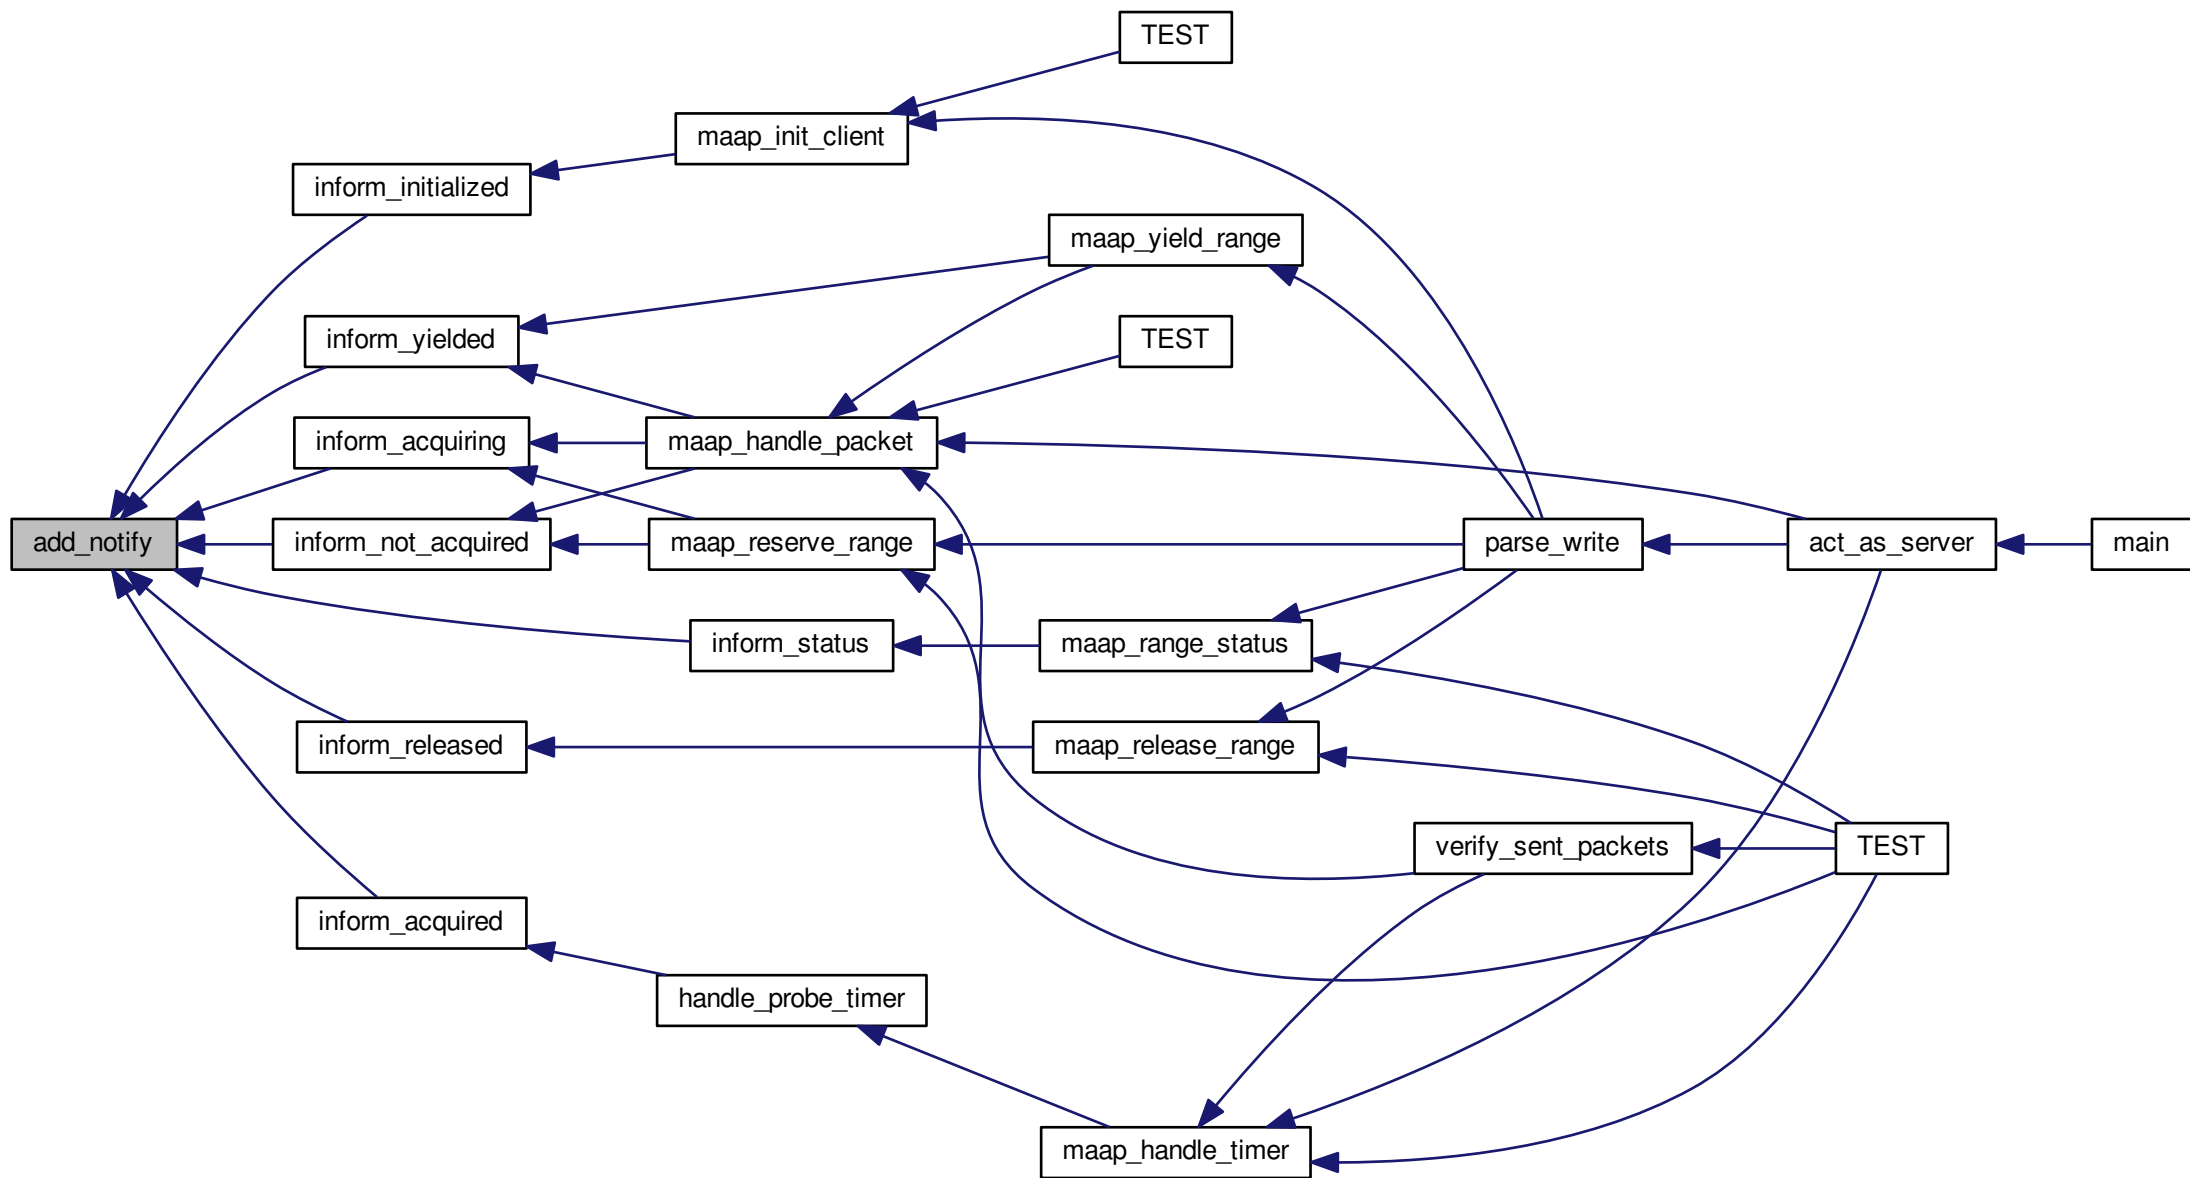 TEST
maap_init_client
inform_initialized
maap_yield_range
inform_yielded
TEST
inform_acquiring
maap_handle_packet
add_notify
inform_not_acquired
maap_reserve_range
parse_write
act_as_server
main
inform_status
maap_range_status
inform_released
maap_release_range
verify_sent_packets
TEST
inform_acquired
handle_probe_timer
maap_handle_timer